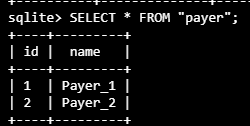 sqlite> SELECT * FROM "payer";
+----+---------+
| id |  name   |
+----+---------+
| 1  | Payer_1 |
| 2  | Payer_2 |
+----+---------+